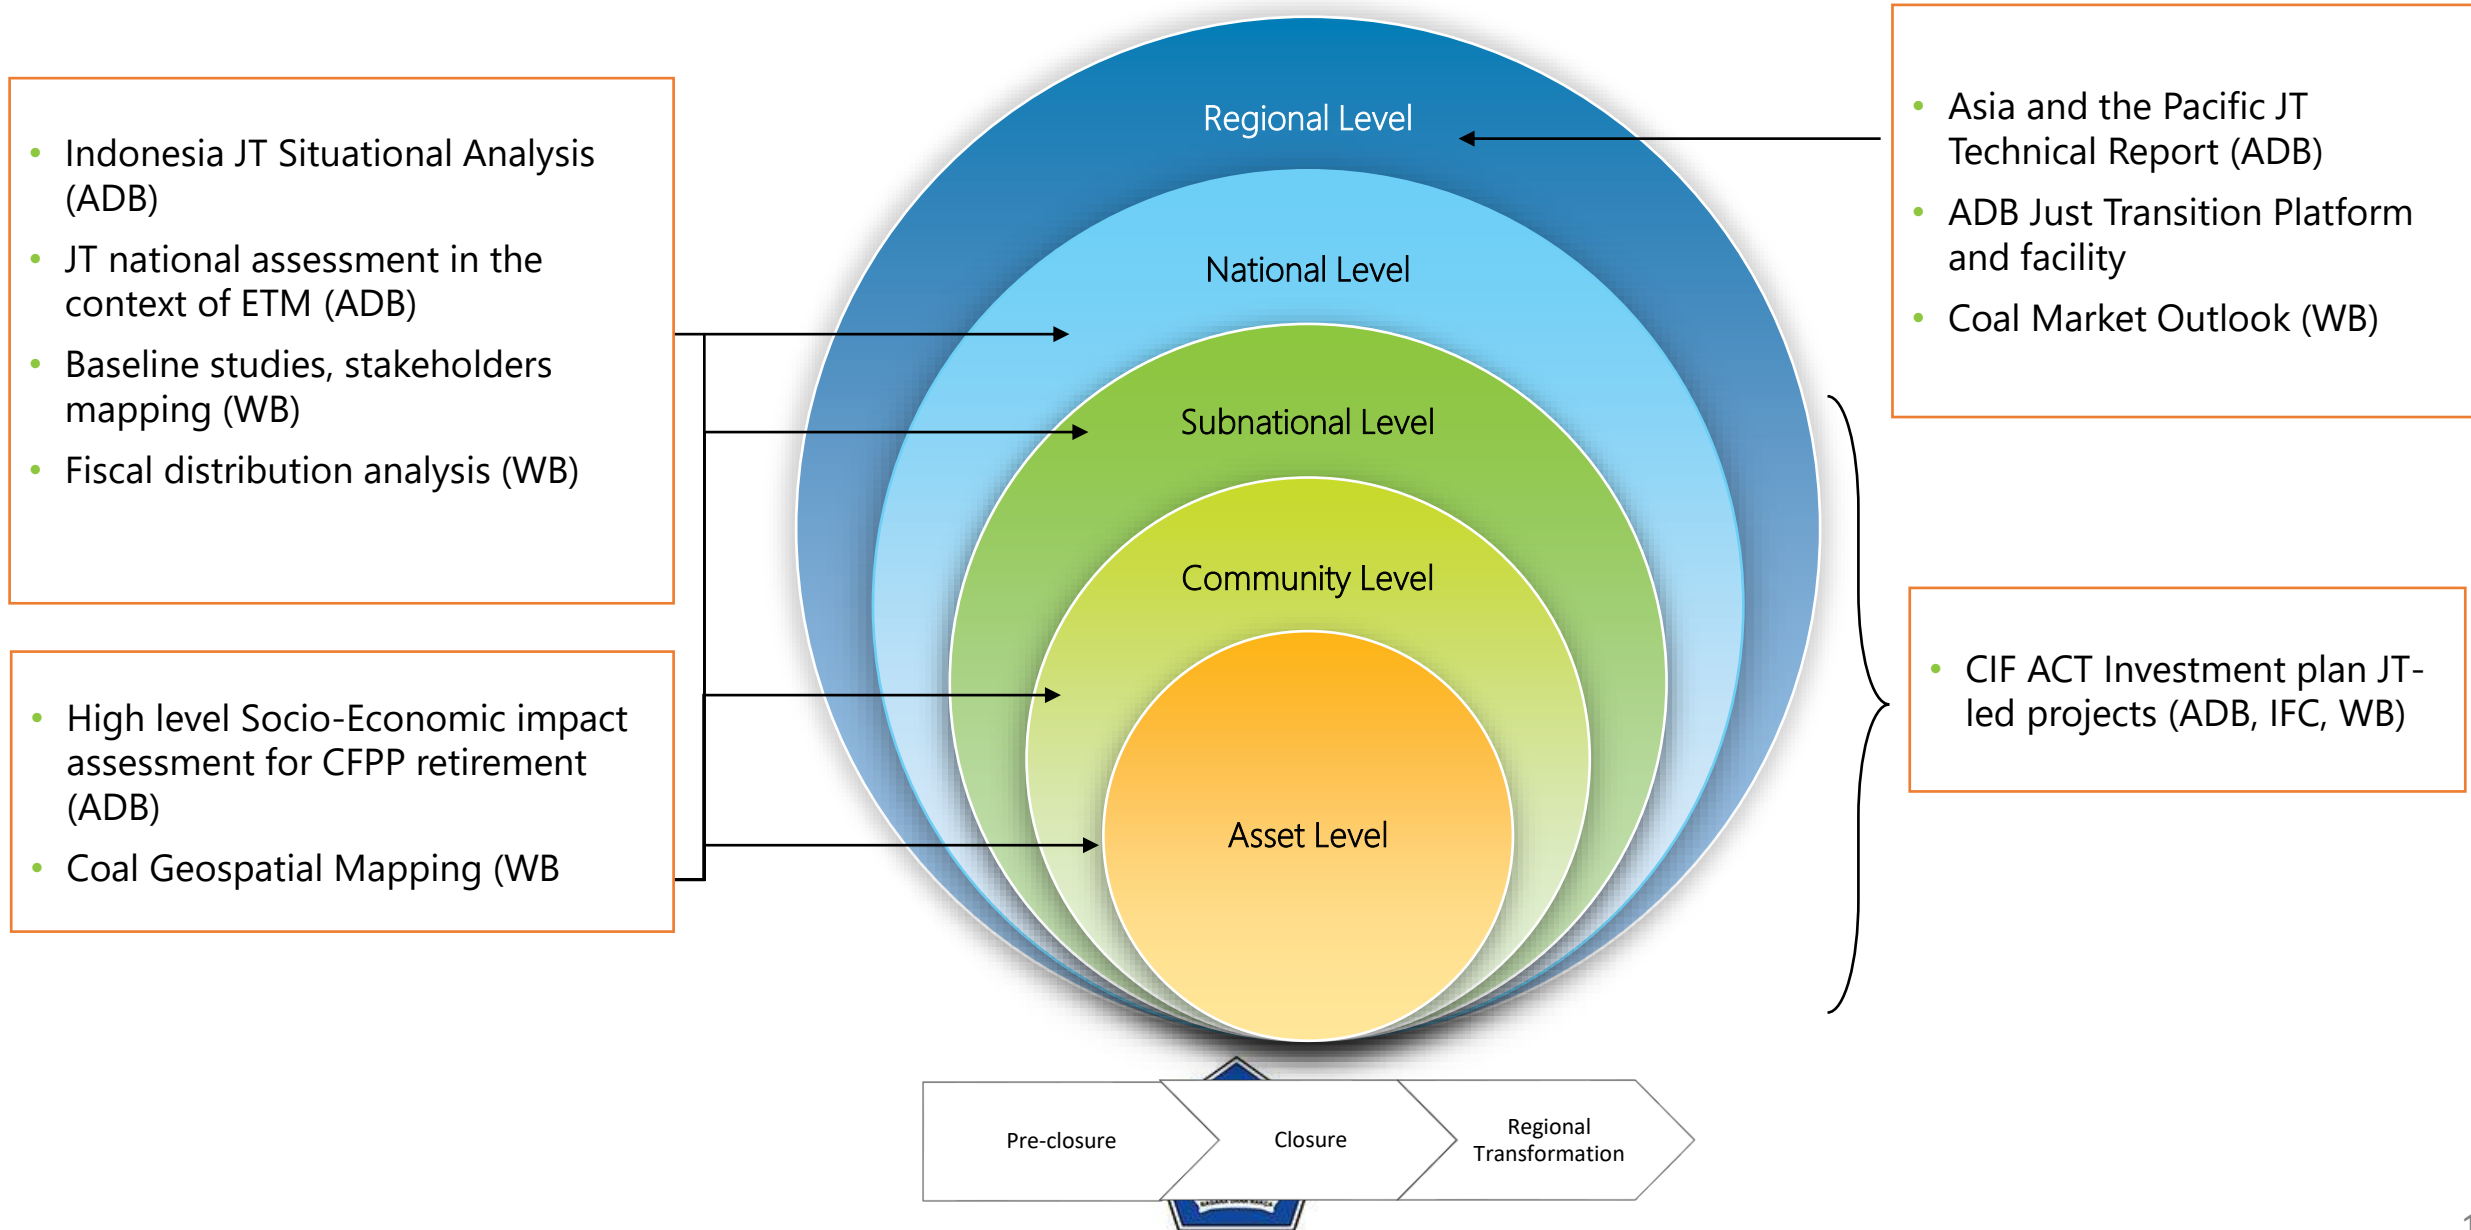 • Indonesia JT Situational Analysis
(ADB)
• JT national assessment in the
context of ETM (ADB)
• Baseline studies, stakeholders
mapping (WB)
• Fiscal distribution analysis (WB)
• High level Socio-Economic impact
assessment for CFPP retirement
(ADB)
• Coal Geospatial Mapping (WB
Regional Level
National Level
Subnational Level
Community Level
Asset Level
• Asia and the Pacific JT
Technical Report (ADB)
• ADB Just Transition Platform
and facility
• Coal Market Outlook (WB)
• CIF ACT Investment plan JT-
led projects (ADB, IFC, WB)
Pre-closure
Closure
Regional
Transformation